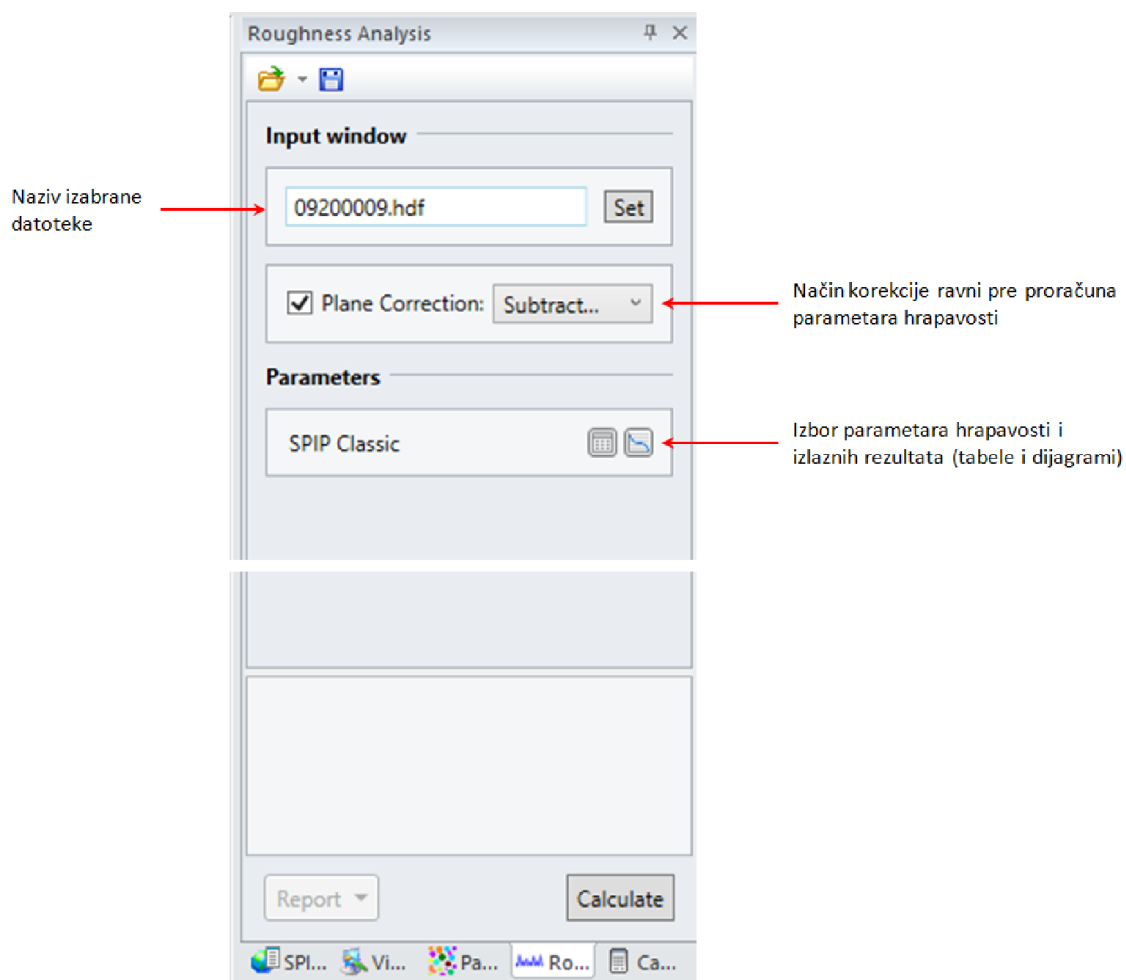 Roughness Analysis
Input window
Naziv izabrane
datoteke
09200009.hdf
Set
Plane Correction:
Subtract...
Način korekcije ravni pre proračuna
parametara hrapavosti
Parameters
SPIP Classic
Izbor parametara hrapavosti i
izlaznih rezultata (tabele i dijagrami)
Report
Calculate
SPI... Vi... Pa... Ro... Ca...